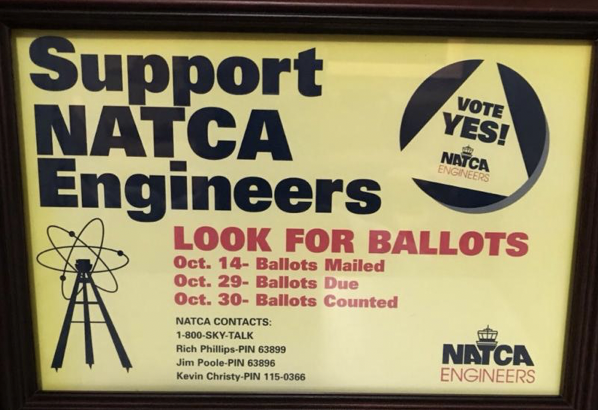 Support
NATCA
Engineers
VOTE
YES!
NATCA
ENGINEERS
LOOK FOR BALLOTS
Oct. 14- Ballots Mailed
Oct. 29- Ballots Due
Oct. 30- Ballots Counted
NATCA CONTACTS:
1-800-SKY-TALK
Rich Phillips-PIN 63899
Jim Poole-PIN 63896
Kevin Christy-PIN 115-0366
NATCA
ENGINEERS